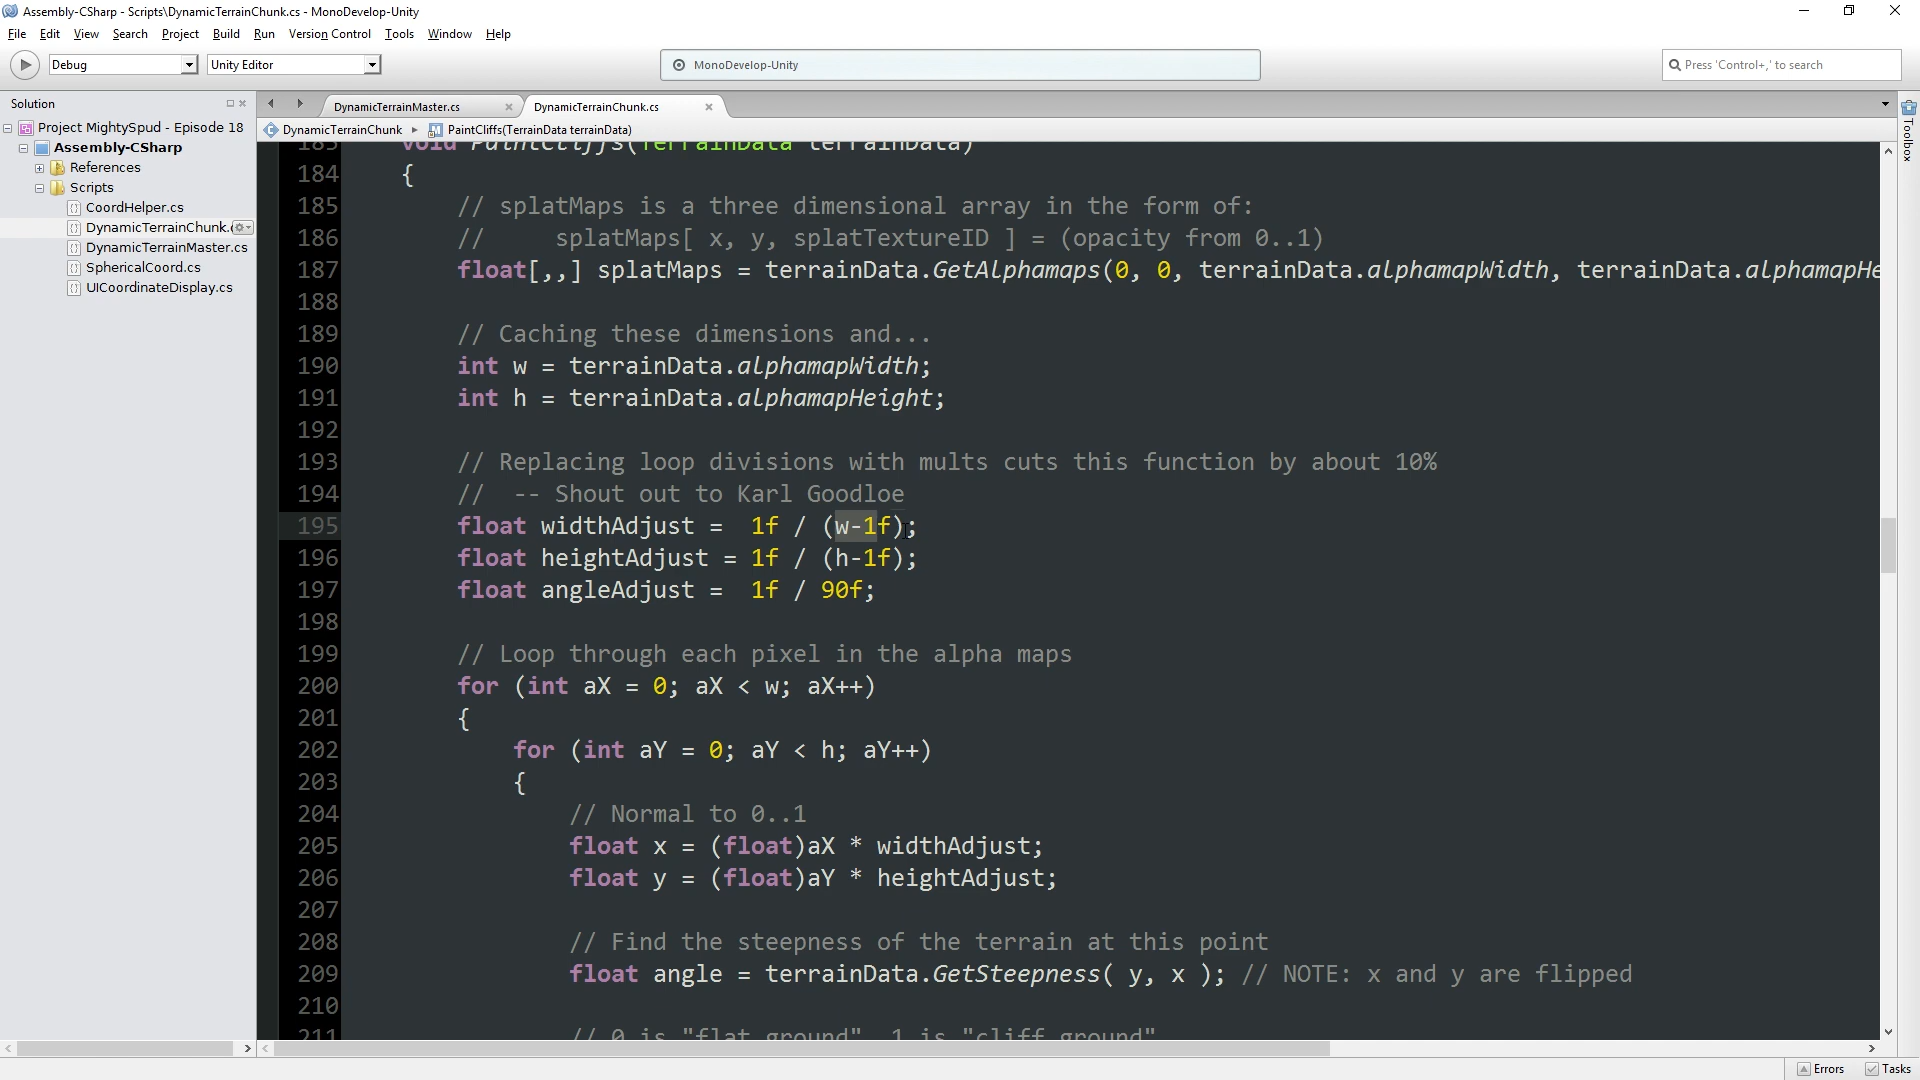 Assembly-CSharp - Scripts\DynamicTerrainChunk.cs - MonoDevelop-Unity
File Edit View Search Project Build Run Version Control Tools Window Help
Debug
Unity Editor
MonoDevelop-Unity
Press 'Control+,' to search
Solution
Project MightySpud - Episode 18
Assembly-CSharp
References
Scripts
CoordHelper.cs
DynamicTerrainChunk.c
DynamicTerrainMaster.cs
SphericalCoord.cs
UICoordinateDisplay.cs
DynamicTerrainMaster.cs
DynamicTerrainChunk.cs
DynamicTerrainChunk ▸ PaintCliffs(TerrainData terrainData)
183 void PaintCliffs(TerrainData terrainData)
184 {
185 // splatMaps is a three dimensional array in the form of:
186 // splatMaps[ x, y, splatTextureID ] = (opacity from 0..1)
187 float[,,] splatMaps = terrainData.GetAlphamaps(0, 0, terrainData.alphamapWidth, terrainData.alphamapHe
188
189 // Caching these dimensions and...
190 int w = terrainData.alphamapWidth;
191 int h = terrainData.alphamapHeight;
192
193 // Replacing loop divisions with mults cuts this function by about 10%
194 // -- Shout out to Karl Goodloe
195 float widthAdjust = 1f / (w-1f);
196 float heightAdjust = 1f / (h-1f);
197 float angleAdjust = 1f / 90f;
198
199 // Loop through each pixel in the alpha maps
200 for (int aX = 0; aX < w; aX++)
201 {
202 for (int aY = 0; aY < h; aY++)
203 {
204 // Normal to 0..1
205 float x = (float)aX * widthAdjust;
206 float y = (float)aY * heightAdjust;
207
208 // Find the steepness of the terrain at this point
209 float angle = terrainData.GetSteepness( y, x ); // NOTE: x and y are flipped
210
211 // 0 is "flat ground", 1 is "cliff ground"
Toolbox
Errors
Tasks